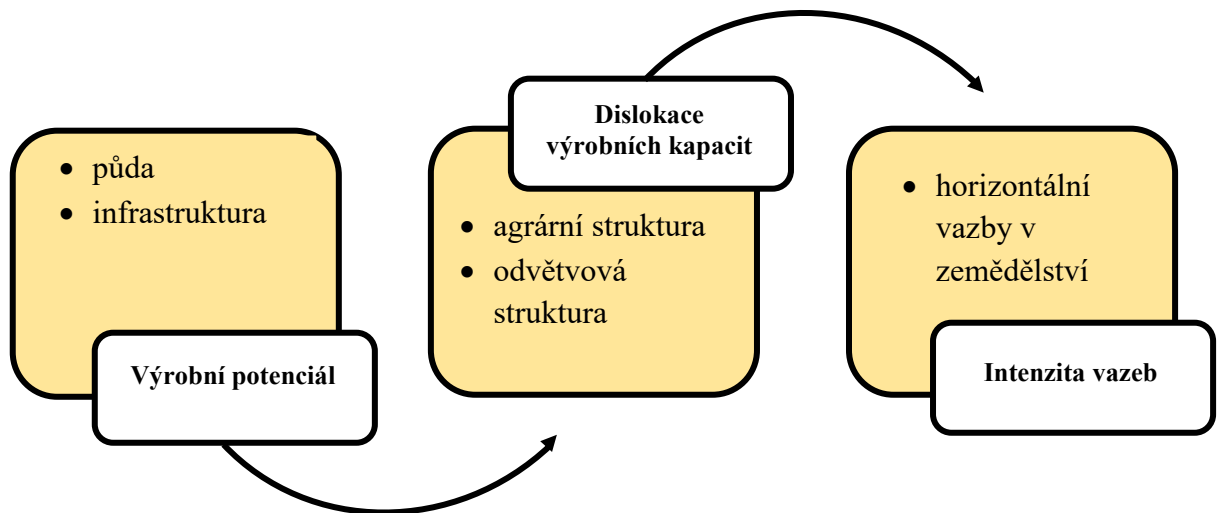 • půda
• infrastruktura
Výrobní potenciál
Dislokace
výrobních kapacit
• agrární struktura
• odvětvová
struktura
• horizontální
vazby v
zemědělství
Intenzita vazeb